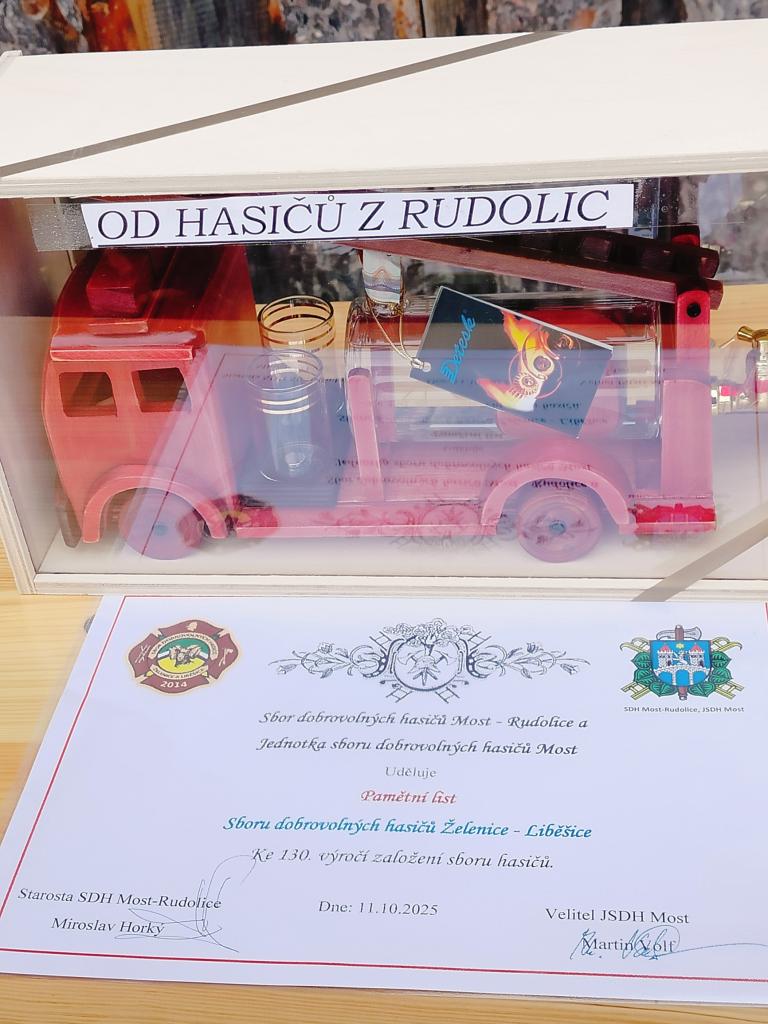 OD HASIČŮ Z RUDOLIC
2014
SDH Most-Rudolice, JSDH Most
Sbor dobrovolných hasičů Most - Rudolice a
Jednotka sboru dobrovolných hasičů Most
Uděluje
Pamětní list
Sboru dobrovolných hasičů Želenice - Liběšice
Ke 130. výročí založení sboru hasičů.
Starosta SDH Most-Rudolice
Dne: 11.10.2025
Velitel JSDH Most
Miroslav Horký
Martin Volf